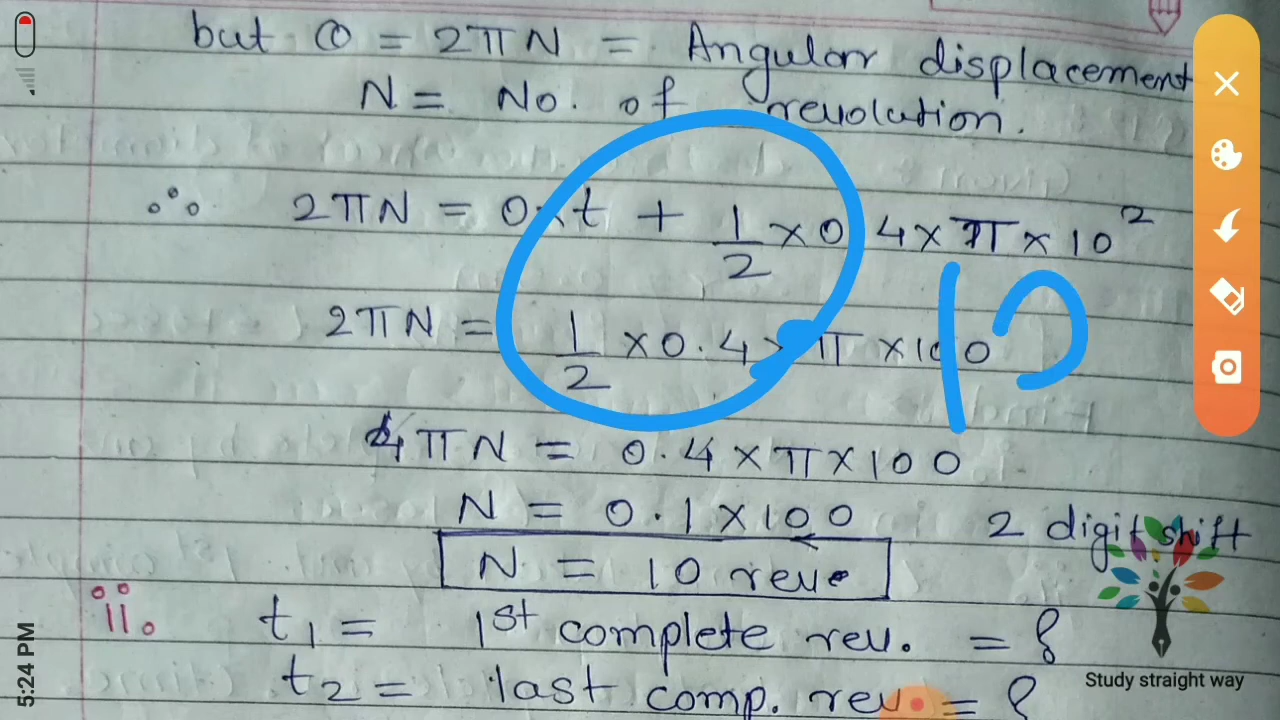 but θ = 2πN = Angular displacement
N = No. of revolution.
∴ 2πN = 0×t + 1/2 × 0.4 × π × 10²
2πN = 1/2 × 0.4 × π × 100
4πN = 0.4 × π × 100
N = 0.1 × 100 2 digit shift
N = 10 rev.
ii. t₁ = 1st complete rev. = ?
t₂ = last comp. rev. = ?
Study straight way
5:24 PM